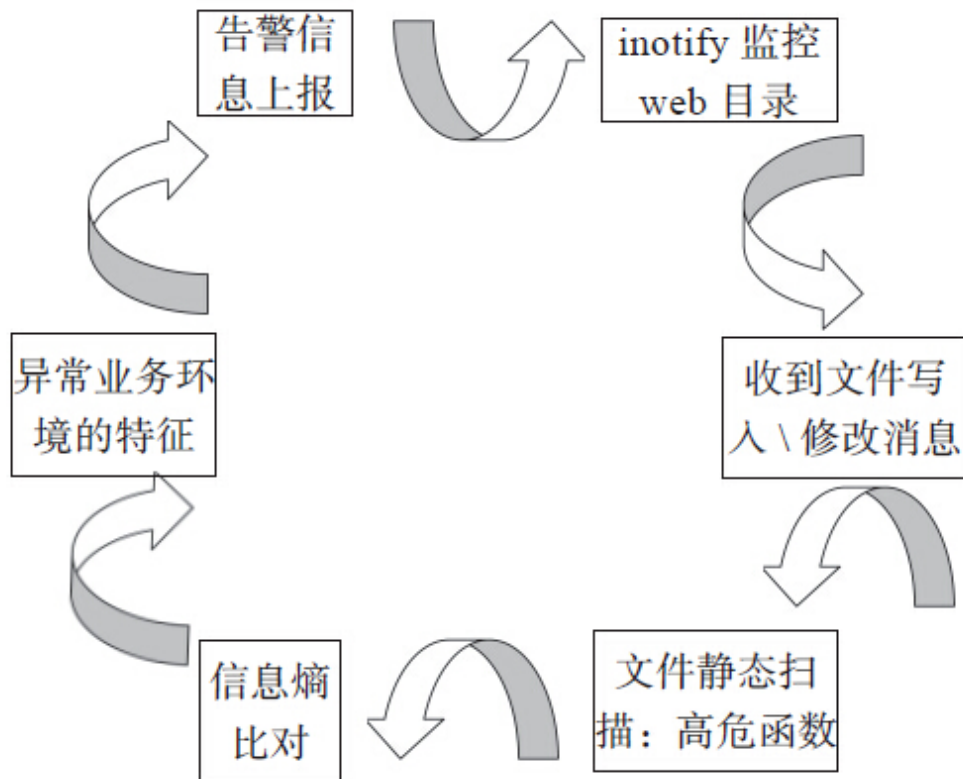 告警信
息上报
inotify 监控
web 目录
异常业务环
境的特征
收到文件写
入 \ 修改消息
信息熵
比对
文件静态扫
描：高危函数